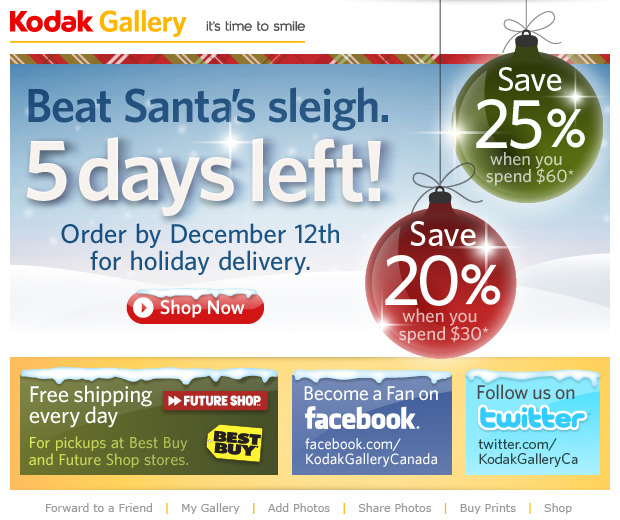 Kodak Gallery it's time to smile
Beat Santa's sleigh.
5 days left!
Order by December 12th
for holiday delivery.
Shop Now
Save
25%
when you
spend $60*
Save
20%
when you
spend $30*
Free shipping
every day
FUTURE SHOP
For pickups at Best Buy
and Future Shop stores.
BEST
BUY
Become a Fan on
facebook.
facebook.com/
KodakGalleryCanada
Follow us on
twitter
twitter.com/
KodakGalleryCa
Forward to a Friend | My Gallery | Add Photos | Share Photos | Buy Prints | Shop